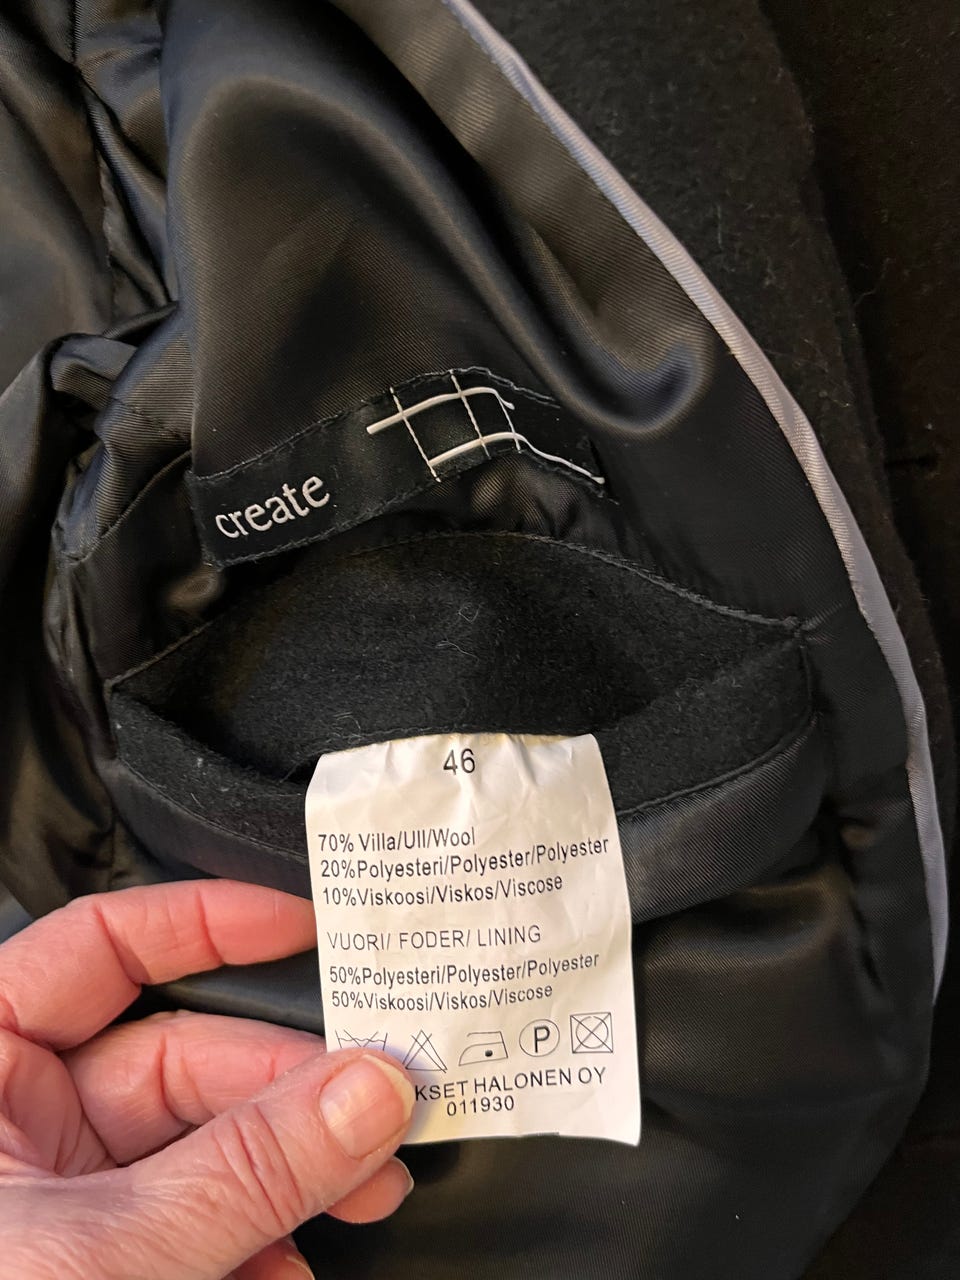 create
46
70% Villa/Ull/Wool
20%Polyesteri/Polyester/Polyester
10%Viskoosi/Viskos/Viscose
VUORI/ FODER/ LINING
50%Polyesteri/Polyester/Polyester
50%Viskoosi/Viskos/Viscose
P
HALONEN OY
011930